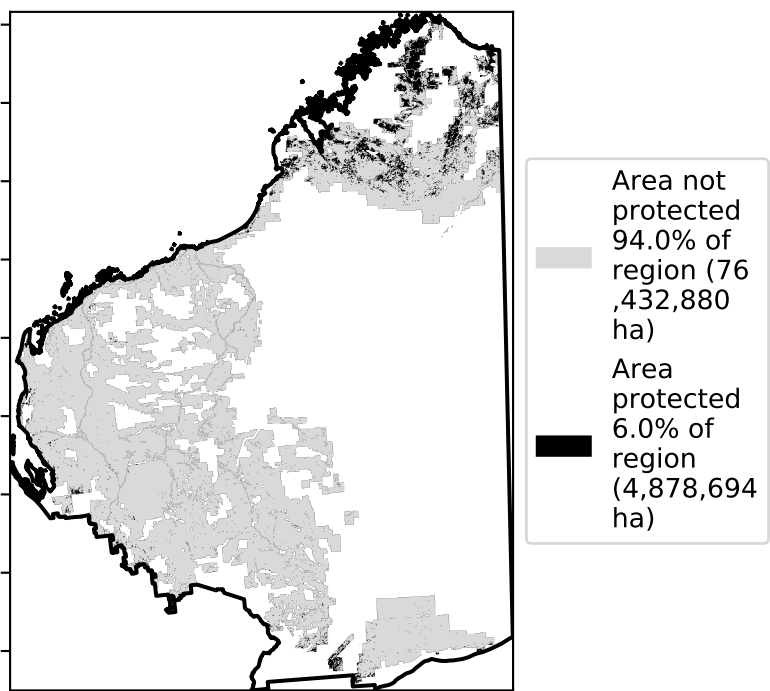 Area not
protected
94.0% of
region (76
,432,880
ha)
Area
protected
6.0% of
region
(4,878,694
ha)